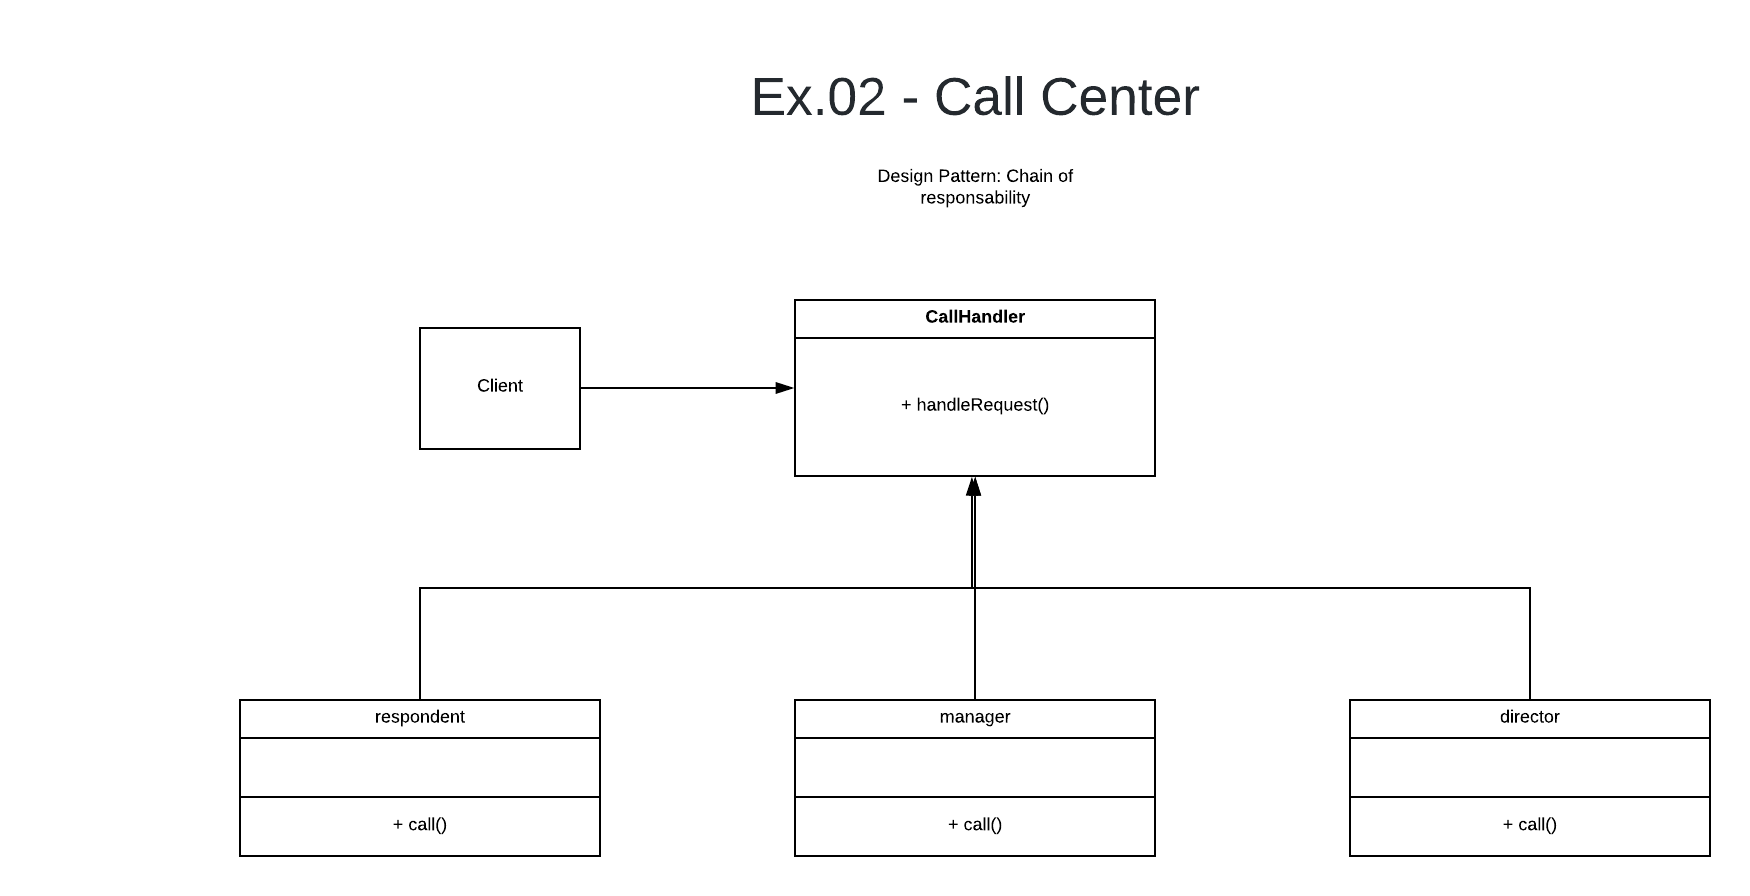 Ex.02 - Call Center
Design Pattern: Chain of
responsability
CallHandler
Client
+ handleRequest()
respondent
manager
director
+ call()
+ call()
+ call()